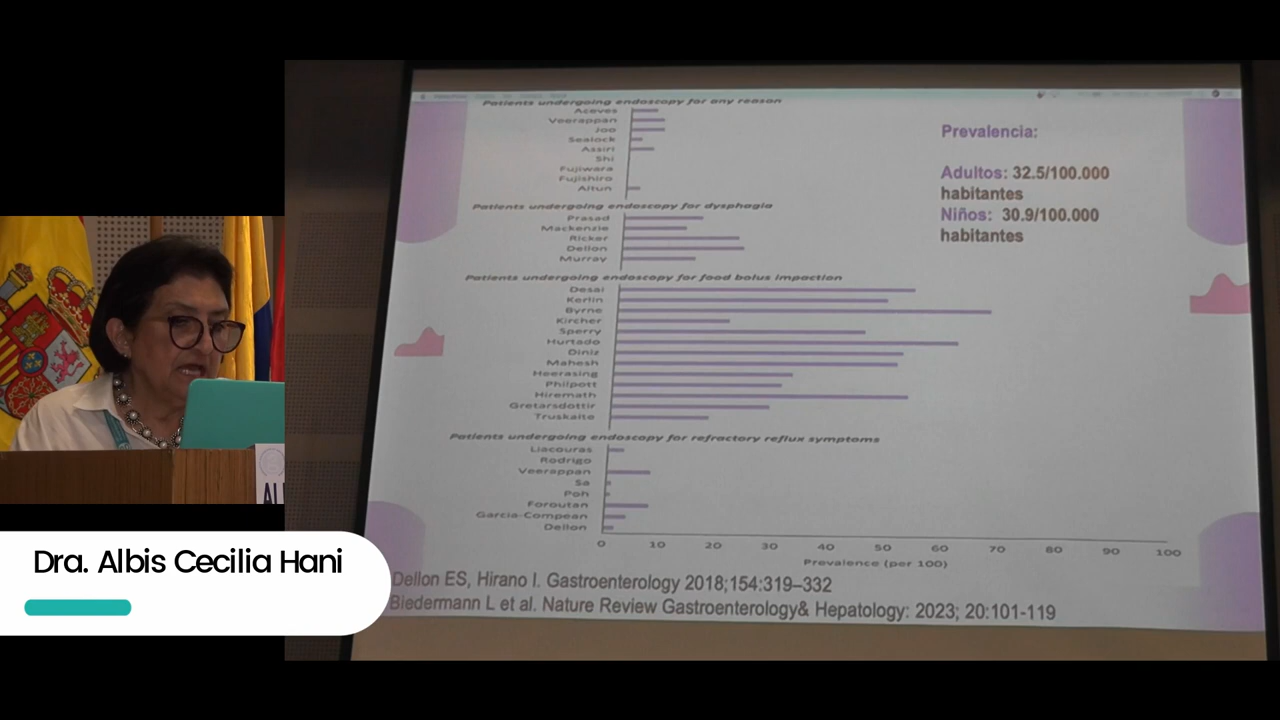 Patients undergoing endoscopy for any reason
Aceves
Veerappan
Joo
Sealock
Assiri
Shi
Fujiwara
Fujishiro
Altun
Patients undergoing endoscopy for dysphagia
Prasad
Mackenzie
Ricker
Dellon
Murray
Patients undergoing endoscopy for food bolus impaction
Desai
Kerlin
Byrne
Kircher
Sperry
Hurtado
Diniz
Mahesh
Heerasing
Philpott
Hiremath
Gretarsdottir
Truskaite
Patients undergoing endoscopy for refractory reflux symptoms
Liacouras
Rodrigo
Veerappan
Sa
Poh
Foroutan
Garcia-Compean
Dellon
0 10 20 30 40 50 60 70 80 90 100
Prevalence (per 100)
Prevalencia:
Adultos: 32.5/100.000
habitantes
Niños: 30.9/100.000
habitantes
Dellon ES, Hirano I. Gastroenterology 2018;154:319–332
Biedermann L et al. Nature Review Gastroenterology& Hepatology: 2023; 20:101-119
Dra. Albis Cecilia Hani